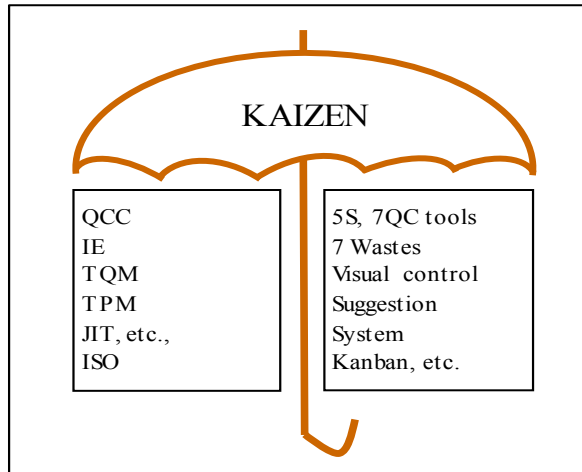 KAIZEN
QCC
IE
TQM
TPM
JIT, etc.,
ISO
5S, 7QC tools
7 Wastes
Visual control
Suggestion
System
Kanban, etc.